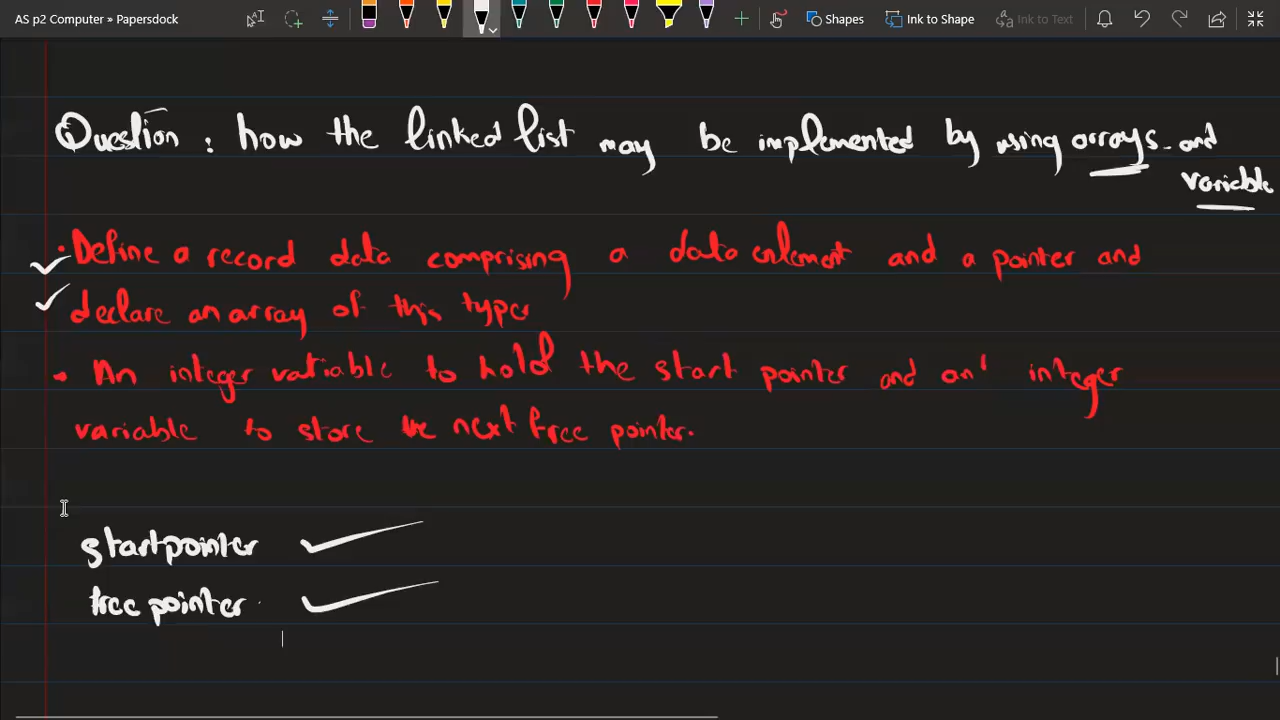 AS p2 Computer » Papersdock
Shapes
Ink to Shape
Ink to Text
Question : how the linked list may be implemented by using arrays and
variable
• Define a record data comprising a data enlement and a pointer and
declare an array of this type
• An integer variable to hold the start pointer and an integer
variable to store the next free pointer.
startpointer
free pointer